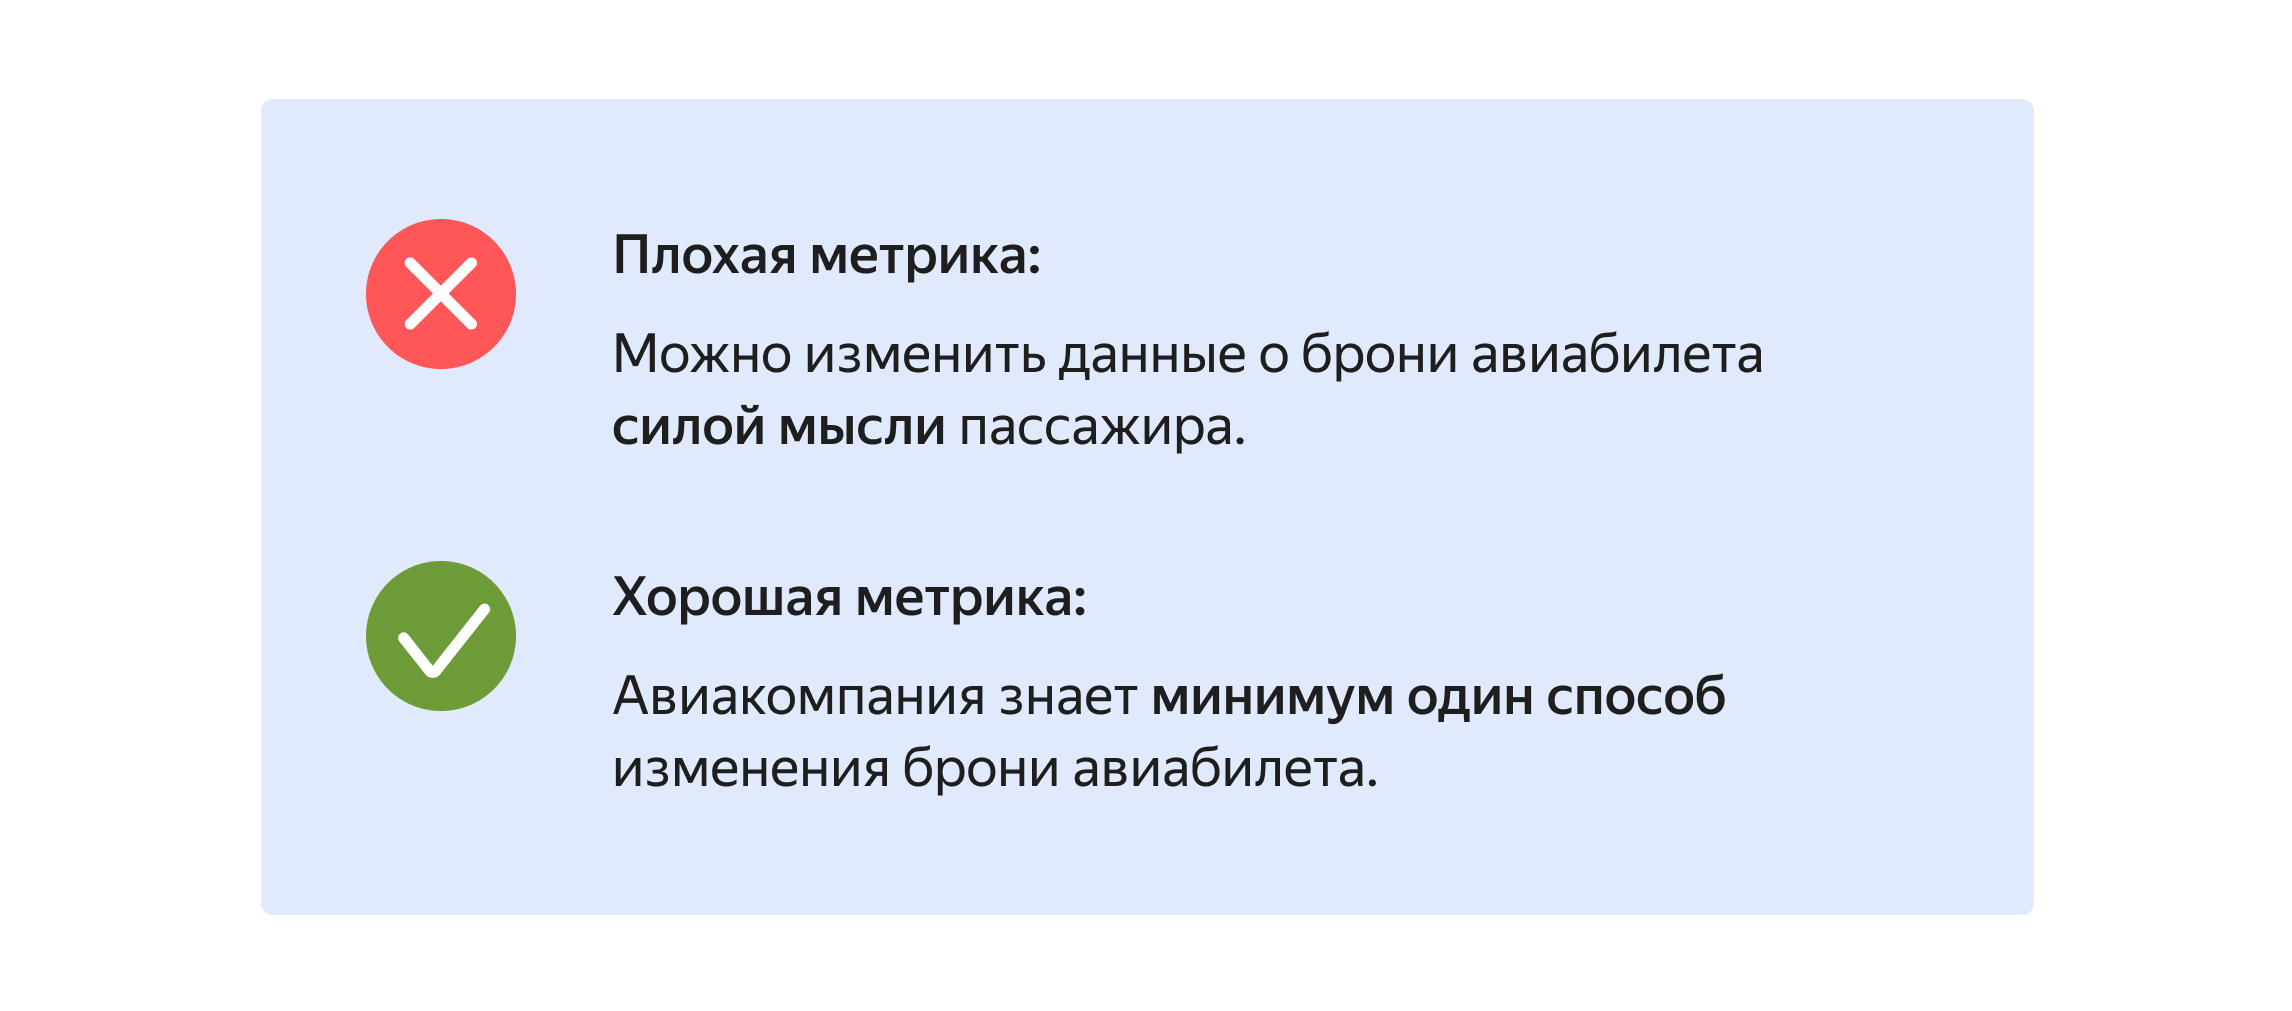 Плохая метрика:
Можно изменить данные о брони авиабилета
силой мысли пассажира.
Хорошая метрика:
Авиакомпания знает минимум один способ
изменения брони авиабилета.